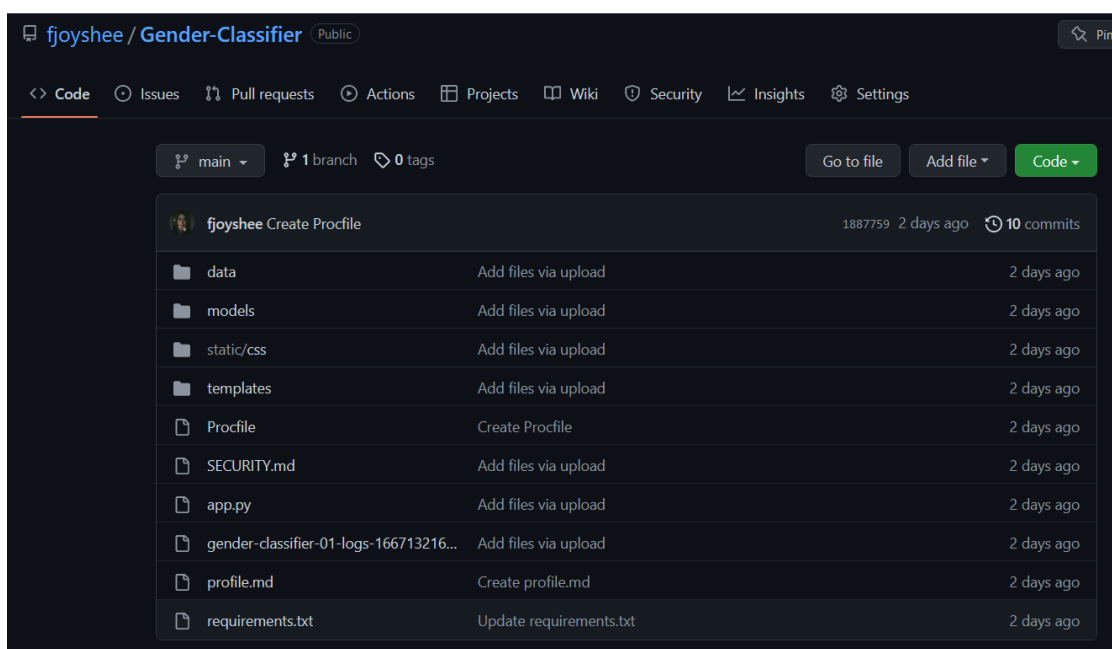 fjoyshee / Gender-Classifier Public
Pin
Code Issues Pull requests Actions Projects Wiki Security Insights Settings
main 1 branch 0 tags Go to file Add file Code
fjoyshee Create Procfile 1887759 2 days ago 10 commits
data Add files via upload 2 days ago
models Add files via upload 2 days ago
static/css Add files via upload 2 days ago
templates Add files via upload 2 days ago
Procfile Create Procfile 2 days ago
SECURITY.md Add files via upload 2 days ago
app.py Add files via upload 2 days ago
gender-classifier-01-logs-166713216... Add files via upload 2 days ago
profile.md Create profile.md 2 days ago
requirements.txt Update requirements.txt 2 days ago